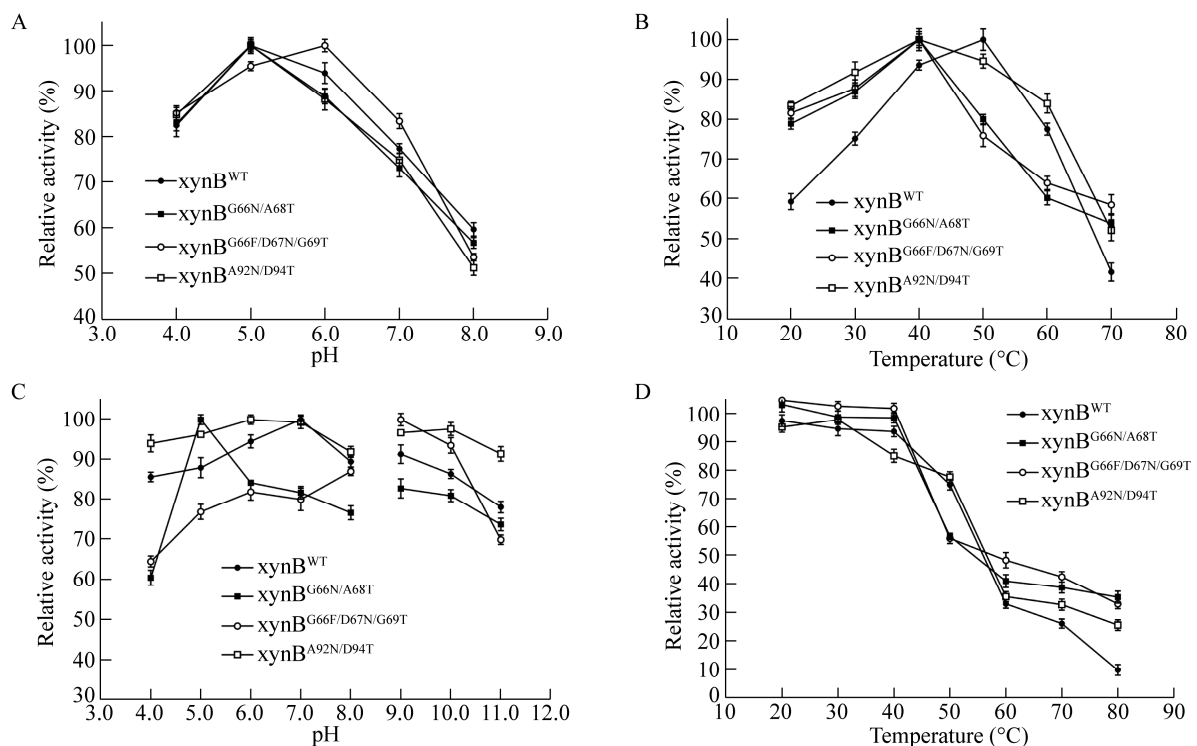 A
Relative activity (%)
100
90
80
70
60
50
40
3.0 4.0 5.0 6.0 7.0 8.0 9.0
pH
xynB^WT
xynB^G66N/A68T
xynB^G66F/D67N/G69T
xynB^A92N/D94T
B
Relative activity (%)
100
90
80
70
60
50
40
30
10 20 30 40 50 60 70 80
Temperature (°C)
xynB^WT
xynB^G66N/A68T
xynB^G66F/D67N/G69T
xynB^A92N/D94T
C
Relative activity (%)
100
90
80
70
60
50
40
30
3.0 4.0 5.0 6.0 7.0 8.0 9.0 10.0 11.0 12.0
pH
xynB^WT
xynB^G66N/A68T
xynB^G66F/D67N/G69T
xynB^A92N/D94T
D
Relative activity (%)
100
90
80
70
60
50
40
30
20
10
0
10 20 30 40 50 60 70 80 90
Temperature (°C)
xynB^WT
xynB^G66N/A68T
xynB^G66F/D67N/G69T
xynB^A92N/D94T